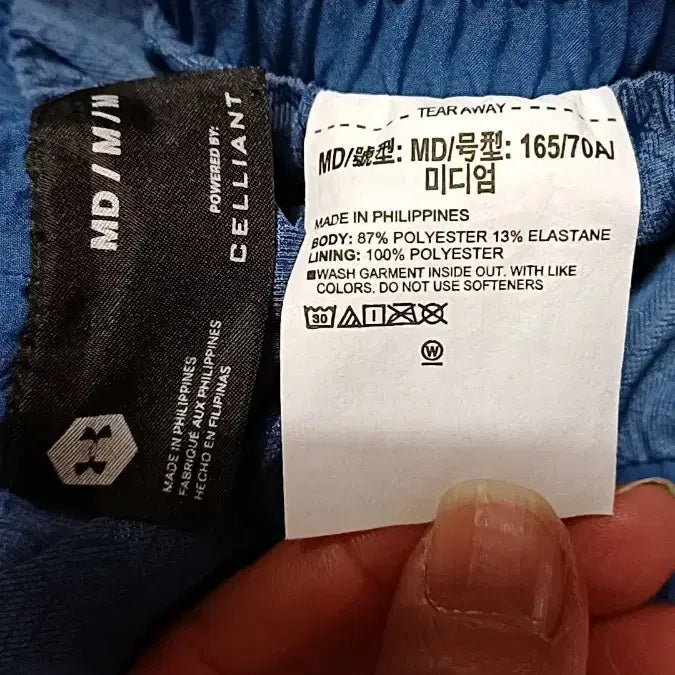 MD / M / M
POWERED BY:
CELLIANT
MADE IN PHILIPPINES
FABRIQUÉ AUX PHILIPPINES
HECHO EN FILIPINAS
TEAR AWAY
MD/號型: MD/号型: 165/70A/
미디엄
MADE IN PHILIPPINES
BODY: 87% POLYESTER 13% ELASTANE
LINING: 100% POLYESTER
WASH GARMENT INSIDE OUT. WITH LIKE
COLORS. DO NOT USE SOFTENERS
30
W